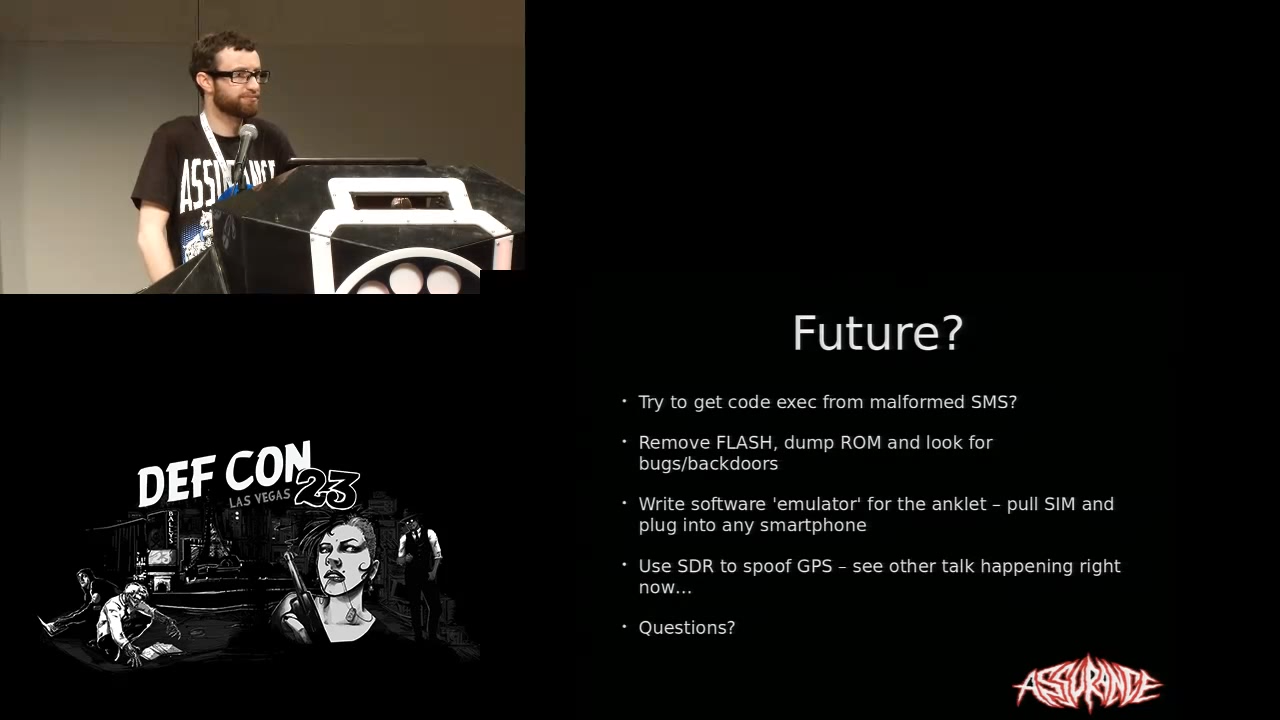 ASSURANCE
Future?
• Try to get code exec from malformed SMS?
• Remove FLASH, dump ROM and look for
bugs/backdoors
• Write software 'emulator' for the anklet – pull SIM and
plug into any smartphone
• Use SDR to spoof GPS – see other talk happening right
now...
• Questions?
DEF CON
LAS VEGAS 23
BALLYS
ASSURANCE